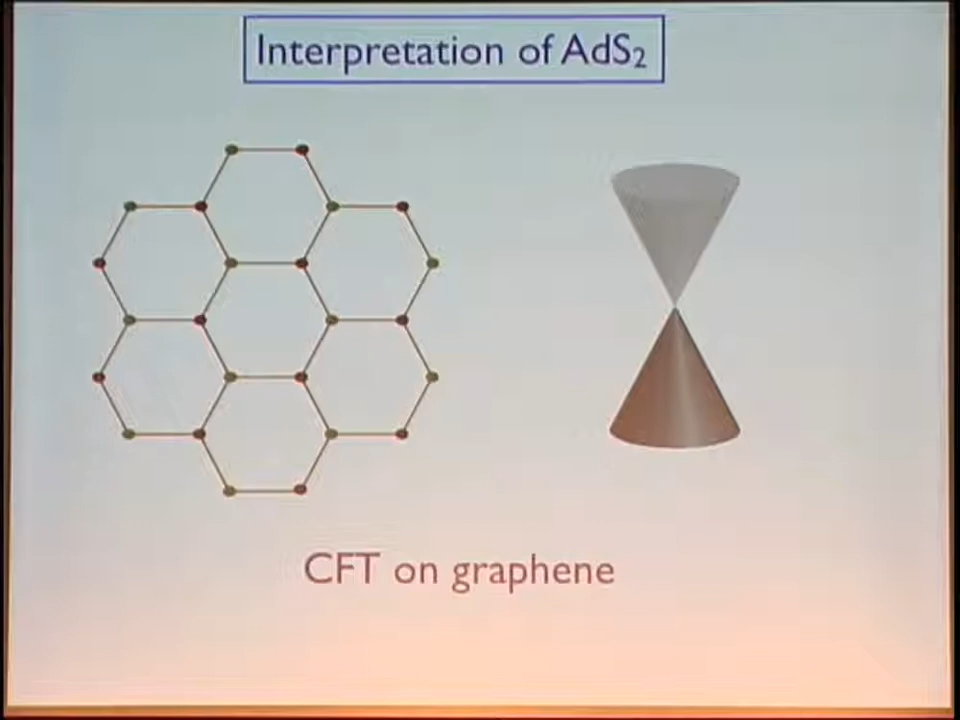 Interpretation of AdS₂
CFT on graphene